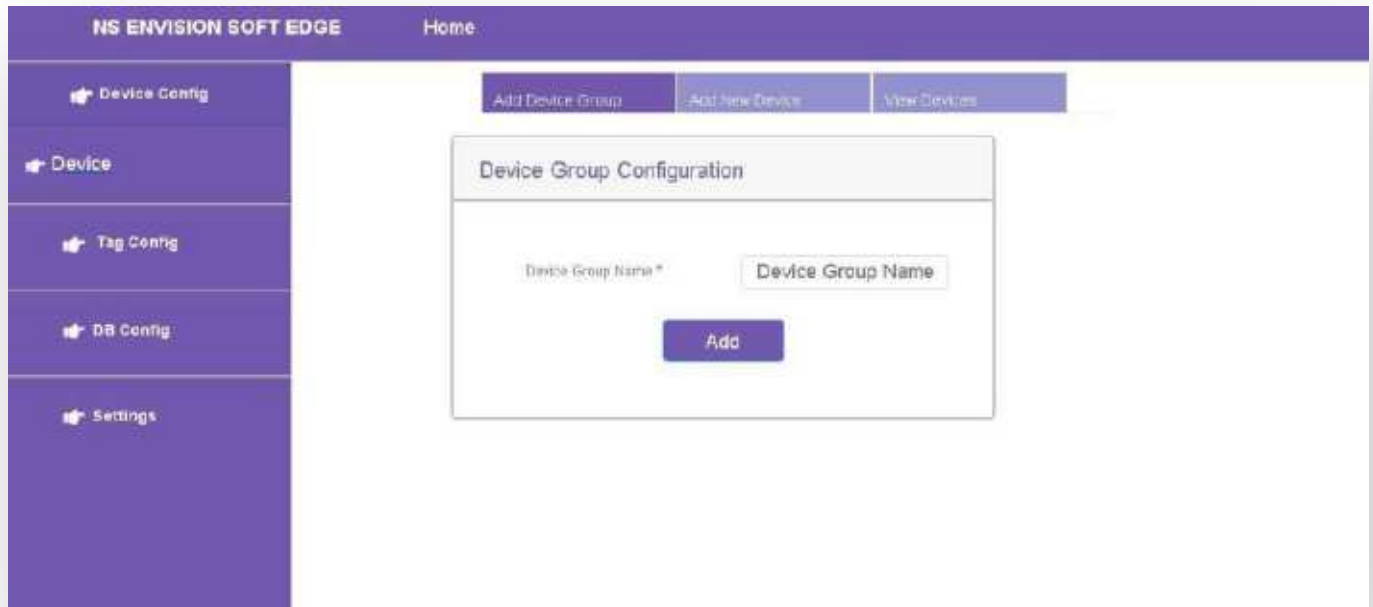 NS ENVISION SOFT EDGE Home
Device Config
Device
Tag Config
DB Config
Settings
Add Device Group Add New Device View Devices
Device Group Configuration
Device Group Name * Device Group Name
Add